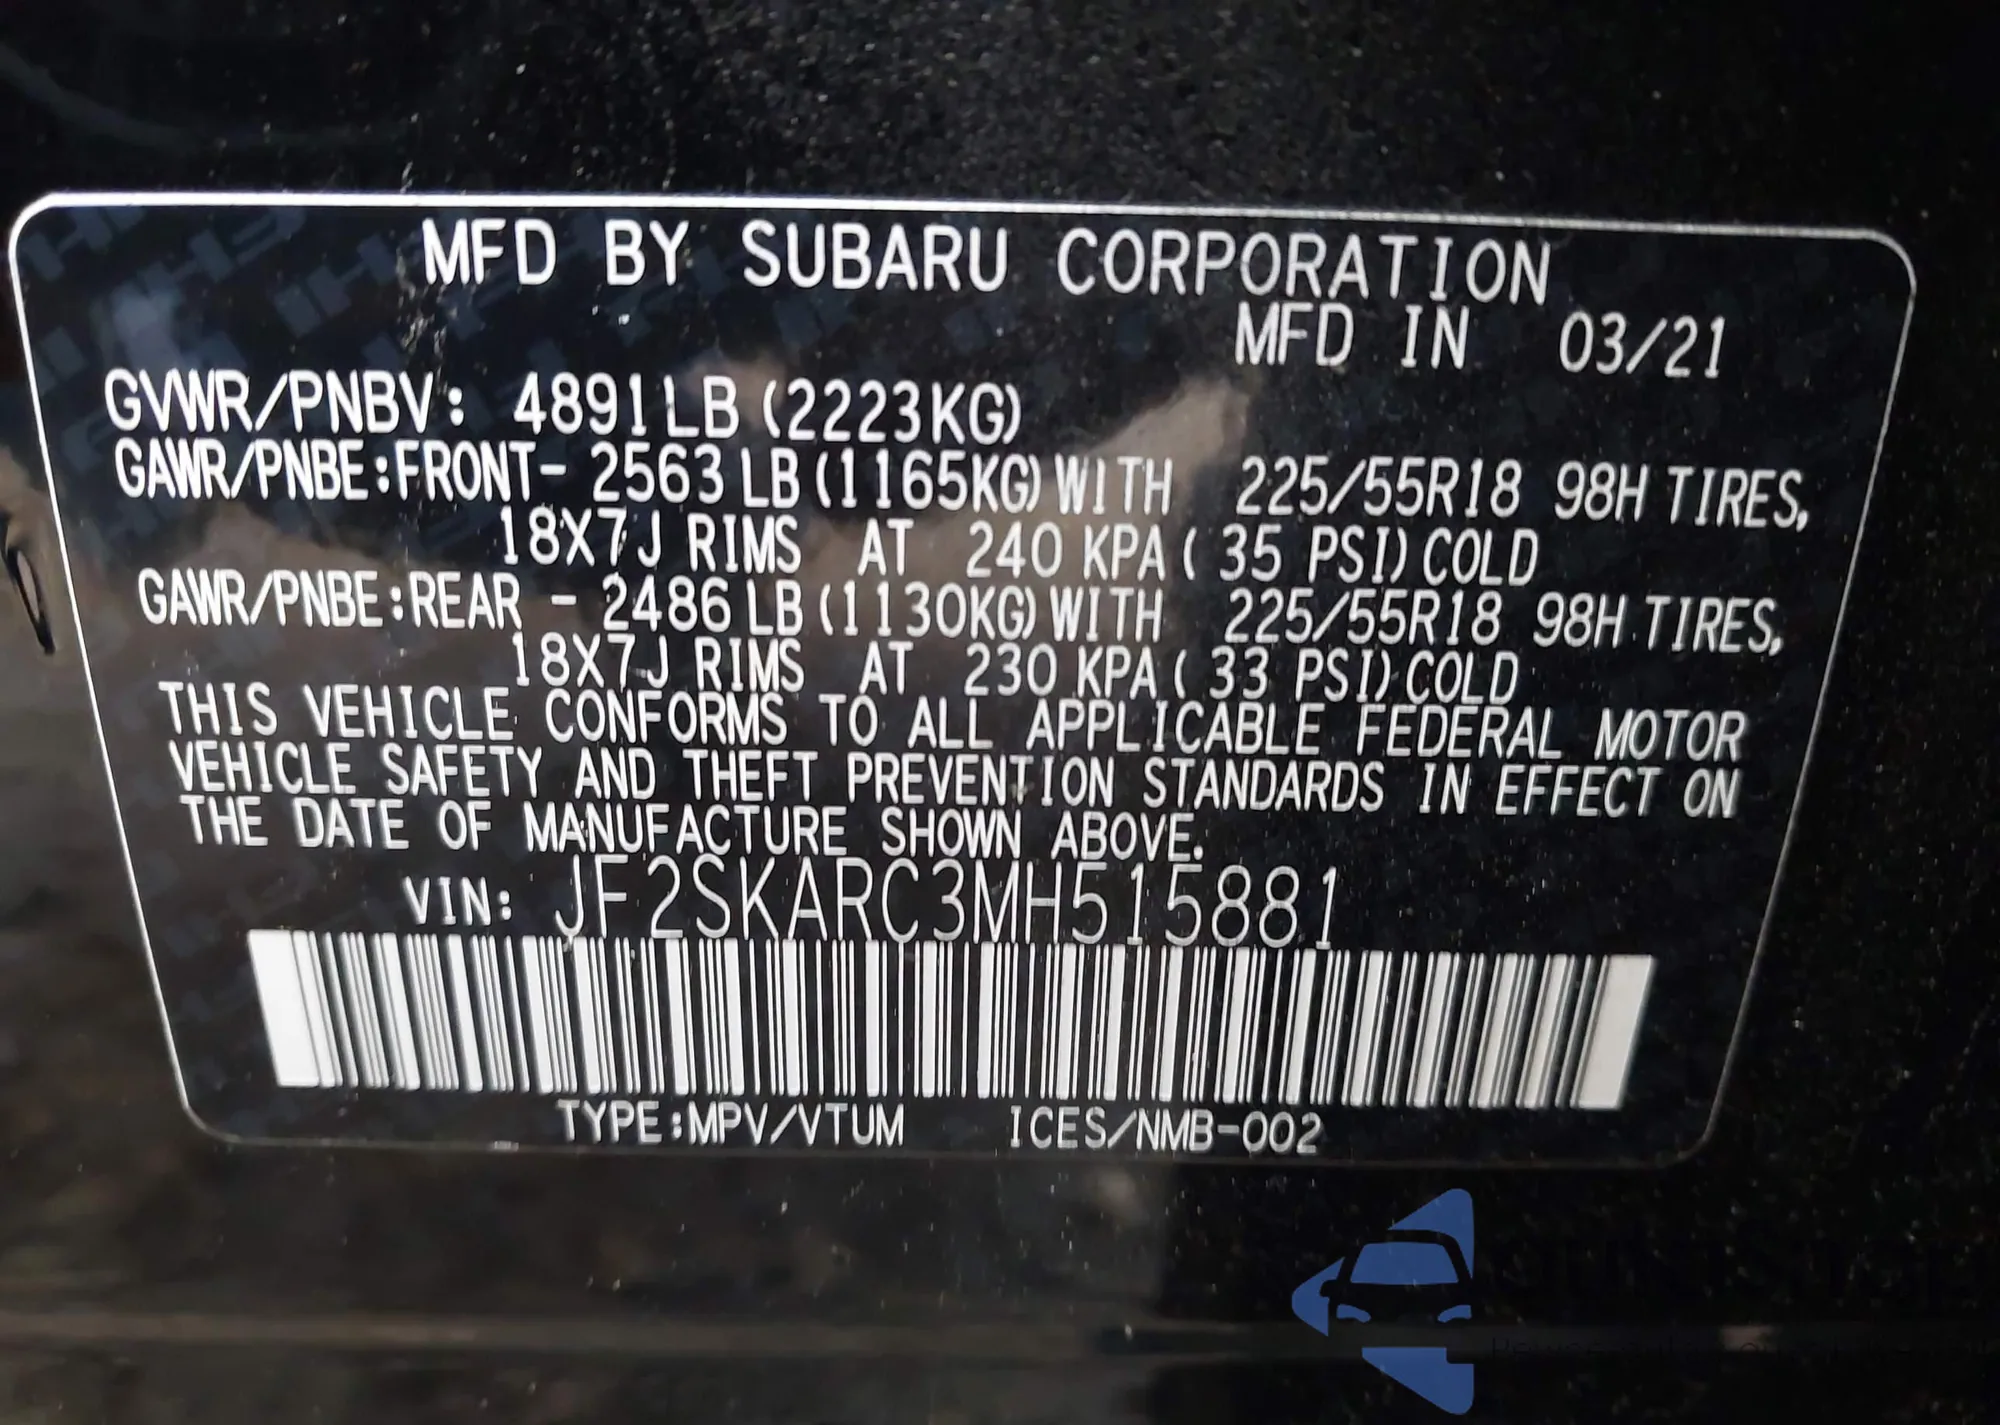 MFD BY SUBARU CORPORATION
MFD IN 03/21
GVWR/PNBV: 4891LB (2223KG)
GAWR/PNBE:FRONT- 2563 LB (1165KG) WITH 225/55R18 98H TIRES,
18X7J RIMS AT 240 KPA ( 35 PSI) COLD
GAWR/PNBE:REAR - 2486 LB (1130KG) WITH 225/55R18 98H TIRES,
18X7J RIMS AT 230 KPA ( 33 PSI) COLD
THIS VEHICLE CONFORMS TO ALL APPLICABLE FEDERAL MOTOR
VEHICLE SAFETY AND THEFT PREVENTION STANDARDS IN EFFECT ON
THE DATE OF MANUFACTURE SHOWN ABOVE.
VIN: JF2SKARC3MH515881
TYPE:MPV/VTUM ICES/NMB-002